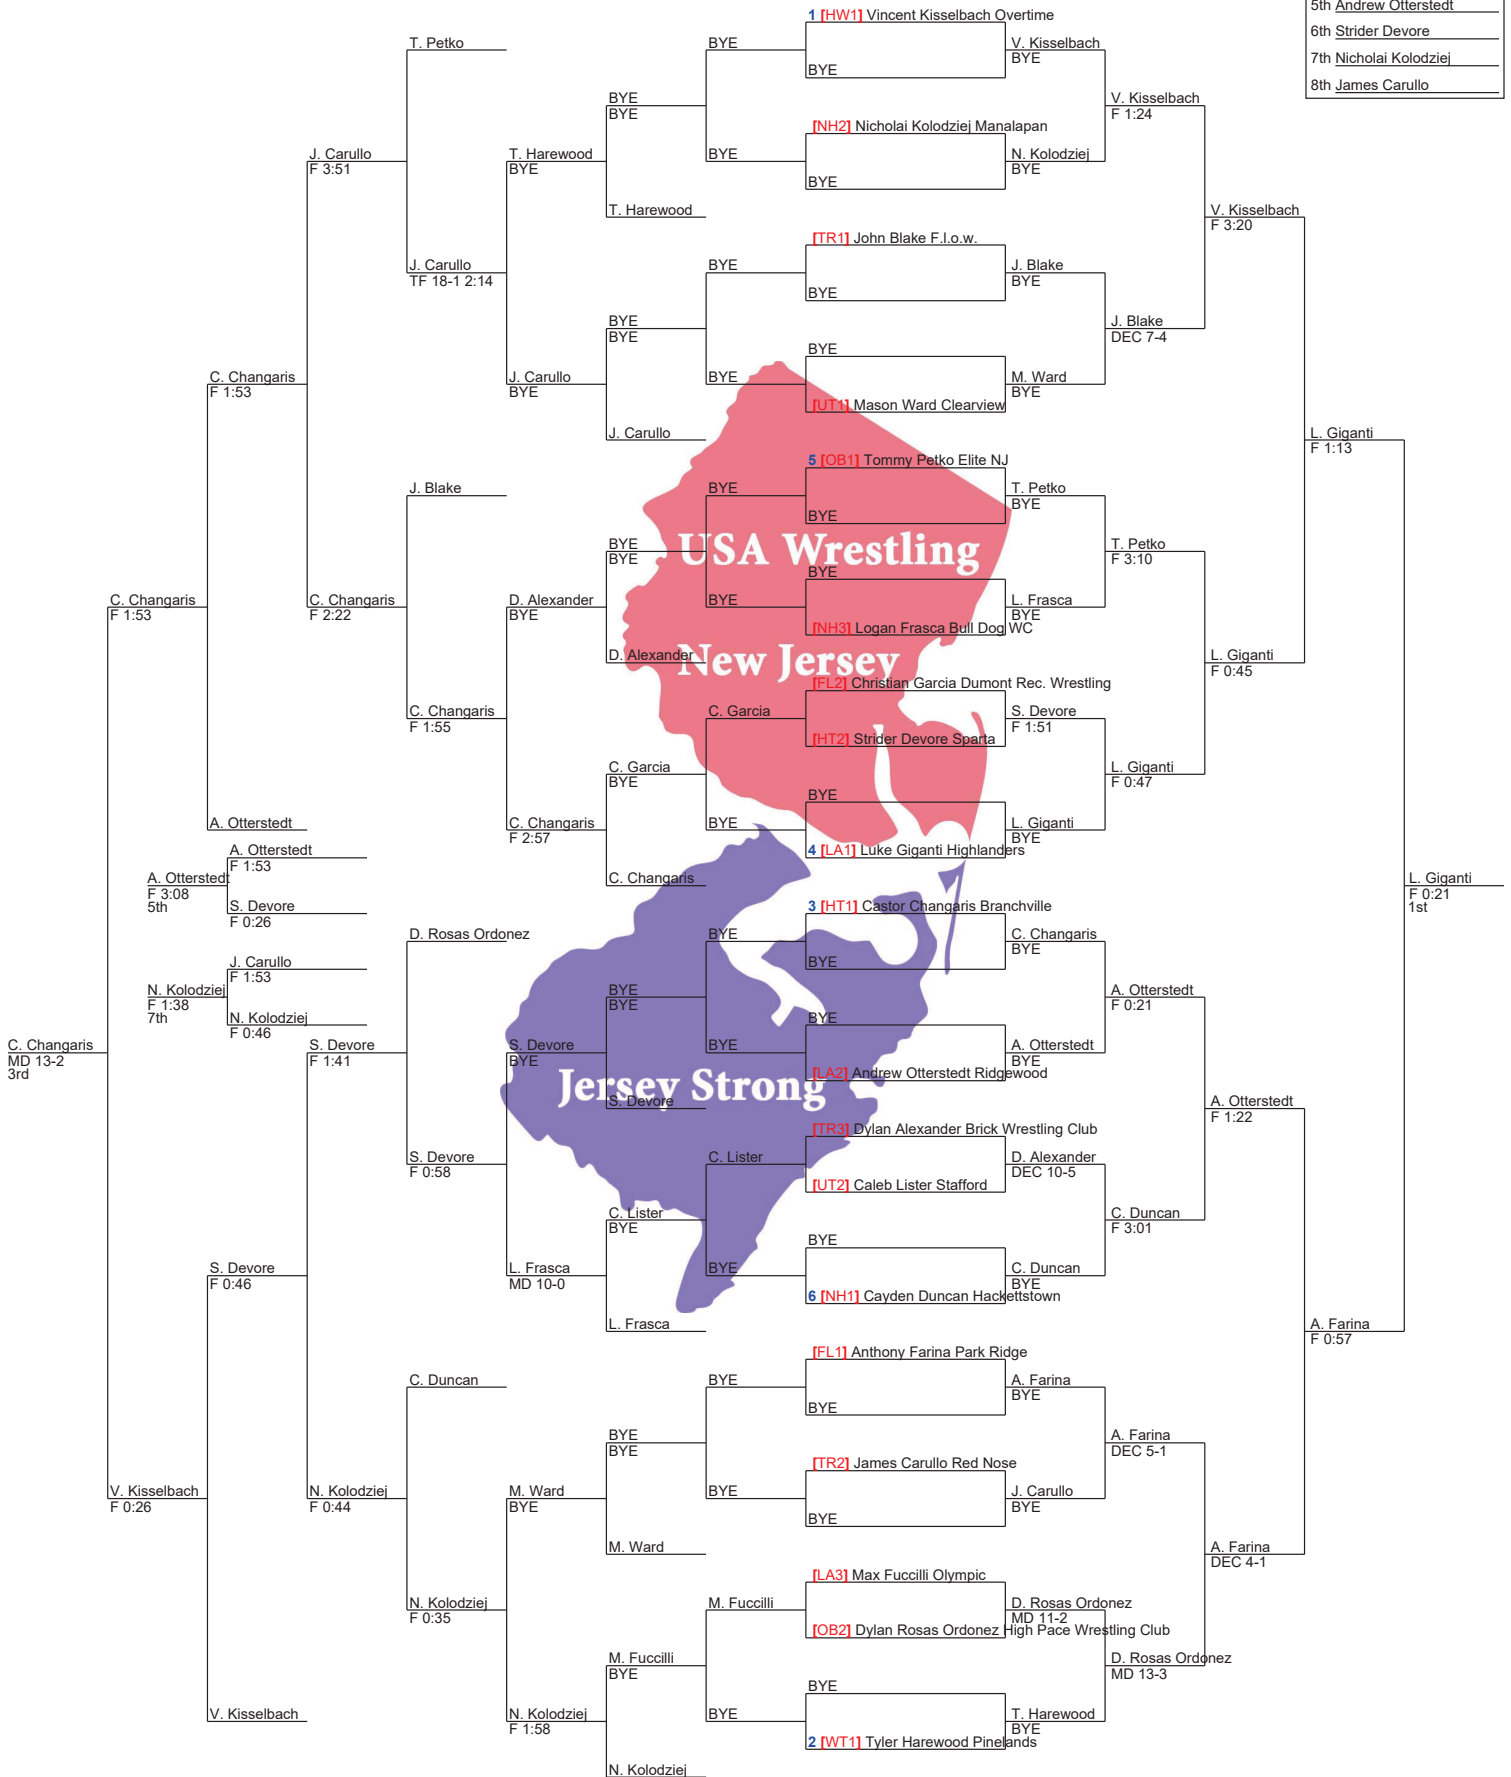 5th Andrew Otterstedt
6th Strider Devore
7th Nicholai Kolodziej
8th James Carullo
1 [HW1] Vincent Kisselbach Overtime
T. Petko
BYE
V. Kisselbach
BYE
BYE
BYE
BYE
V. Kisselbach
F 1:24
[NH2] Nicholai Kolodziej Manalapan
J. Carullo
F 3:51
T. Harewood
BYE
BYE
N. Kolodziej
BYE
BYE
T. Harewood
V. Kisselbach
F 3:20
[TR1] John Blake F.l.o.w.
J. Carullo
TF 18-1 2:14
BYE
J. Blake
BYE
BYE
BYE
BYE
J. Blake
DEC 7-4
BYE
C. Changaris
F 1:53
J. Carullo
BYE
BYE
M. Ward
BYE
[UT1] Mason Ward Clearview
J. Carullo
L. Giganti
F 1:13
5 [OB1] Tommy Petko Elite NJ
J. Blake
BYE
T. Petko
BYE
BYE
USA Wrestling
BYE
BYE
T. Petko
F 3:10
BYE
C. Changaris
F 1:53
C. Changaris
F 2:22
D. Alexander
BYE
BYE
L. Frasca
BYE
[NH3] Logan Frasca Bull Dog WC
New Jersey
D. Alexander
L. Giganti
F 0:45
[FL2] Christian Garcia Dumont Rec. Wrestling
C. Changaris
F 1:55
C. Garcia
S. Devore
F 1:51
[HT2] Strider Devore Sparta
C. Garcia
BYE
L. Giganti
F 0:47
BYE
A. Otterstedt
C. Changaris
F 2:57
BYE
L. Giganti
BYE
4 [LA1] Luke Giganti Highlanders
A. Otterstedt
F 1:53
A. Otterstedt
F 3:08
5th
C. Changaris
L. Giganti
F 0:21
1st
S. Devore
F 0:26
3 [HT1] Castor Changaris Branchville
D. Rosas Ordonez
BYE
C. Changaris
BYE
BYE
J. Carullo
F 1:53
N. Kolodziej
F 1:38
7th
BYE
BYE
A. Otterstedt
F 0:21
N. Kolodziej
F 0:46
BYE
C. Changaris
MD 13-2
3rd
S. Devore
F 1:41
S. Devore
BYE
BYE
A. Otterstedt
BYE
[LA2] Andrew Otterstedt Ridgewood
Jersey Strong
S. Devore
A. Otterstedt
F 1:22
[TR3] Dylan Alexander Brick Wrestling Club
S. Devore
F 0:58
C. Lister
D. Alexander
DEC 10-5
[UT2] Caleb Lister Stafford
C. Lister
BYE
C. Duncan
F 3:01
BYE
S. Devore
F 0:46
L. Frasca
MD 10-0
BYE
C. Duncan
BYE
6 [NH1] Cayden Duncan Hackettstown
L. Frasca
A. Farina
F 0:57
[FL1] Anthony Farina Park Ridge
C. Duncan
BYE
A. Farina
BYE
BYE
BYE
BYE
A. Farina
DEC 5-1
[TR2] James Carullo Red Nose
V. Kisselbach
F 0:26
N. Kolodziej
F 0:44
M. Ward
BYE
BYE
J. Carullo
BYE
BYE
M. Ward
A. Farina
DEC 4-1
[LA3] Max Fuccilli Olympic
N. Kolodziej
F 0:35
M. Fuccilli
D. Rosas Ordonez
MD 11-2
[OB2] Dylan Rosas Ordonez High Pace Wrestling Club
M. Fuccilli
BYE
D. Rosas Ordonez
MD 13-3
BYE
V. Kisselbach
N. Kolodziej
F 1:58
BYE
T. Harewood
BYE
2 [WT1] Tyler Harewood Pinelands
N. Kolodziej